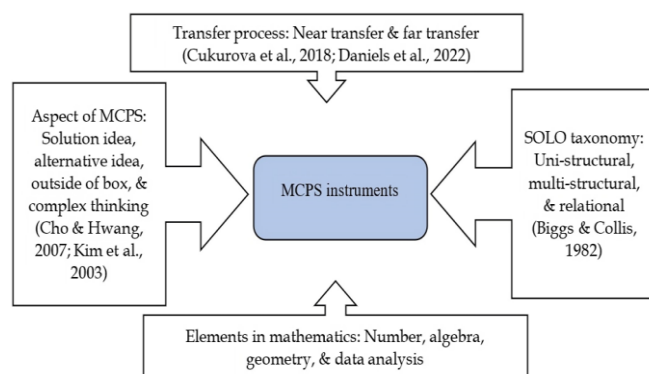 Transfer process: Near transfer & far transfer
(Cukurova et al., 2018; Daniels et al., 2022)
Aspect of MCPS:
Solution idea,
alternative idea,
outside of box, &
complex thinking
(Cho & Hwang,
2007; Kim et al.,
2003)
MCPS instruments
SOLO taxonomy:
Uni-structural,
multi-structural,
& relational
(Biggs & Collis,
1982)
Elements in mathematics: Number, algebra,
geometry, & data analysis